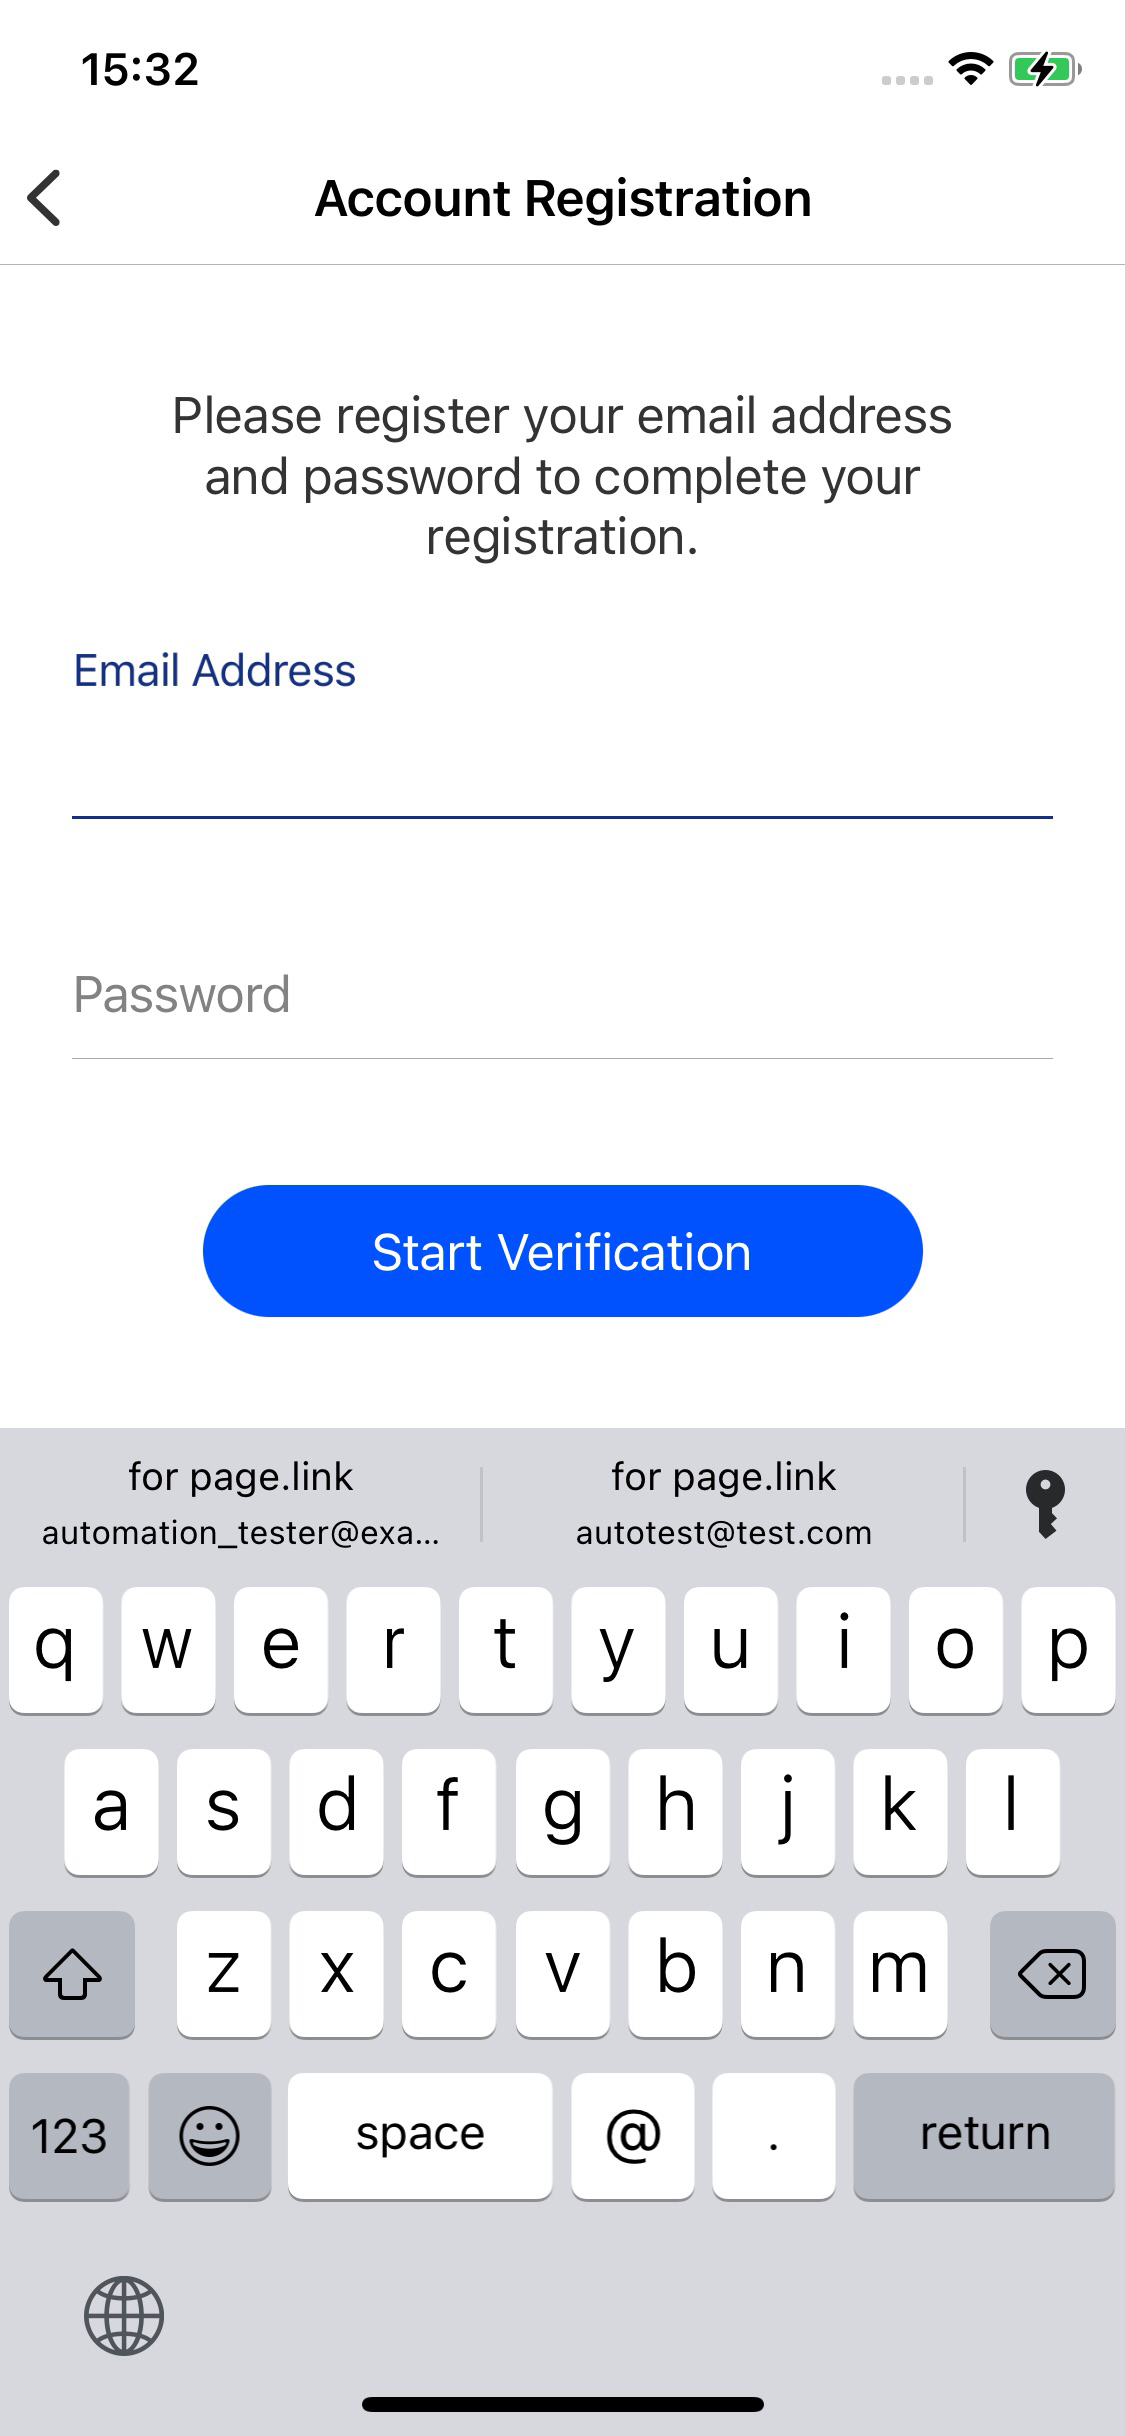 15:32
Account Registration
Please register your email address
and password to complete your
registration.
Email Address
Password
Start Verification
for page.link
automation_tester@exa...
for page.link
autotest@test.com
q w e r t y u i o p
a s d f g h j k l
z x c v b n m
123 space @ . return